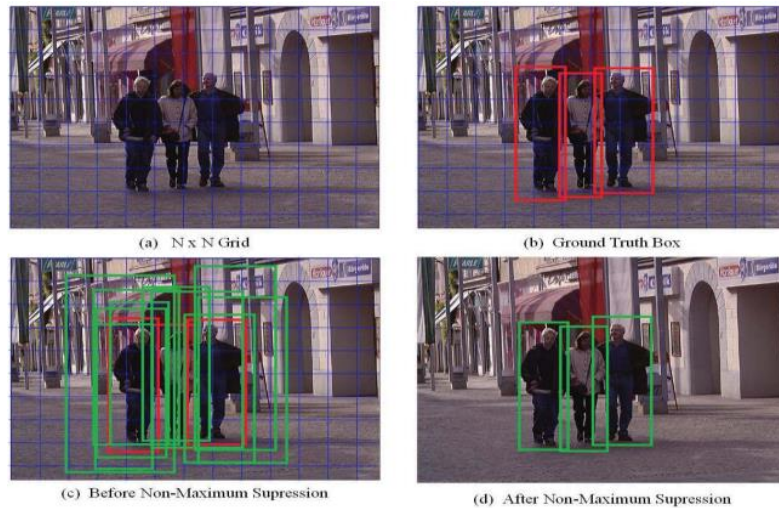 (a) N x N Grid
(b) Ground Truth Box
(c) Before Non-Maximum Supression
(d) After Non-Maximum Supression